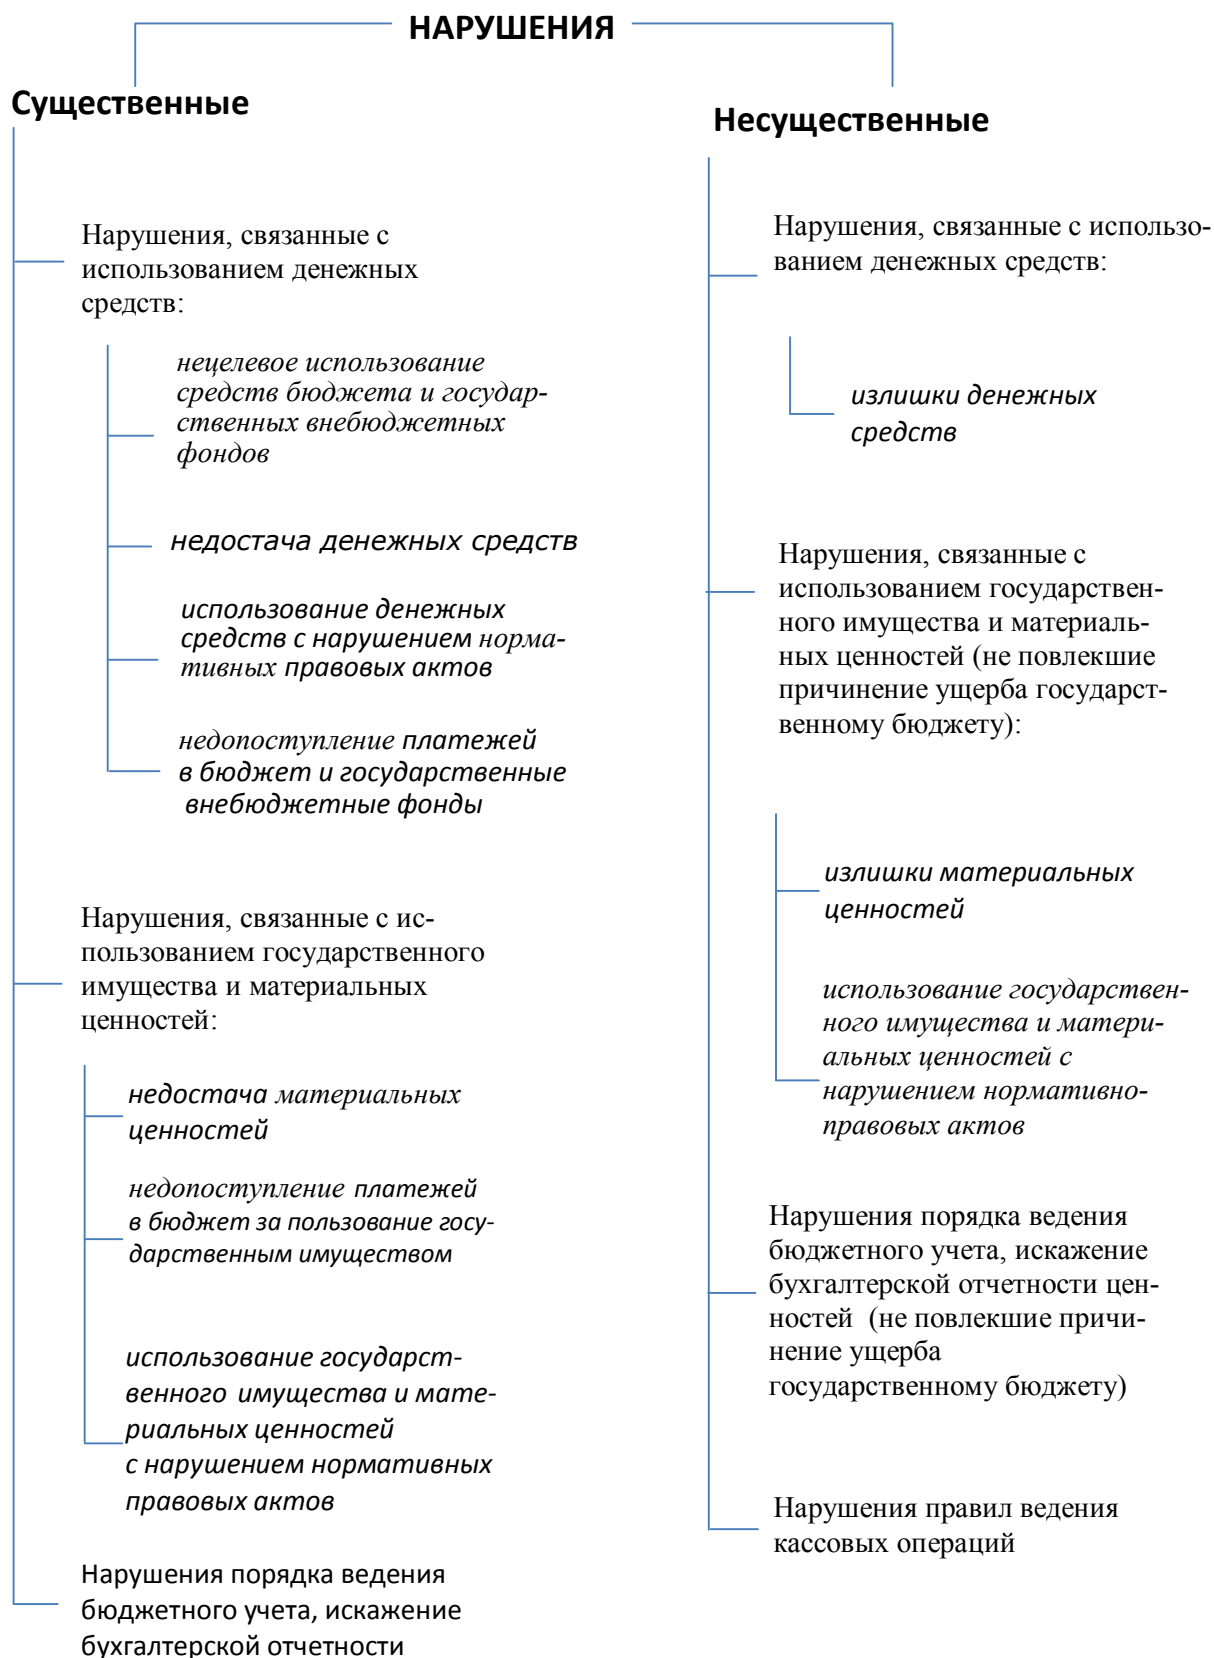 НАРУШЕНИЯ
Существенные
Нарушения, связанные с
использованием денежных
средств:
нецелевое использование
средств бюджета и государ-
ственных внебюджетных
фондов
недостача денежных средств
использование денежных
средств с нарушением норма-
тивных правовых актов
недопоступление платежей
в бюджет и государственные
внебюджетные фонды
Нарушения, связанные с ис-
пользованием государственного
имущества и материальных
ценностей:
недостача материальных
ценностей
недопоступление платежей
в бюджет за пользование госу-
дарственным имуществом
использование государст-
венного имущества и мате-
риальных ценностей
с нарушением нормативных
правовых актов
Нарушения порядка ведения
бюджетного учета, искажение
бухгалтерской отчетности
Несущественные
Нарушения, связанные с использо-
ванием денежных средств:
излишки денежных
средств
Нарушения, связанные с
использованием государствен-
ного имущества и материаль-
ных ценностей (не повлекшие
причинение ущерба государст-
венному бюджету):
излишки материальных
ценностей
использование государствен-
ного имущества и матери-
альных ценностей с
нарушением нормативно-
правовых актов
Нарушения порядка ведения
бюджетного учета, искажение
бухгалтерской отчетности цен-
ностей (не повлекшие причи-
нение ущерба
государственному бюджету)
Нарушения правил ведения
кассовых операций